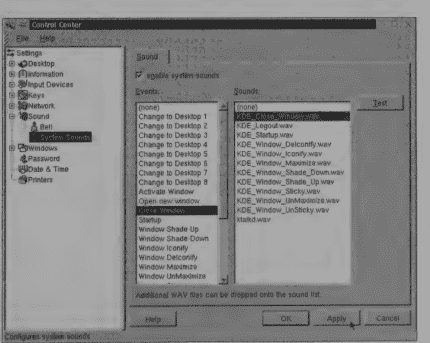 Control Center
File Help
Settings
Desktop
Information
Input Devices
Keys
Network
Sound
Bell
System Sounds
Windows
Password
Date & Time
Printers
Sound
enable system sounds
Events:
(none)
Change to Desktop 1
Change to Desktop 2
Change to Desktop 3
Change to Desktop 4
Change to Desktop 5
Change to Desktop 6
Change to Desktop 7
Change to Desktop 8
Activate Window
Open new window
Close Window
Startup
Window Shade Up
Window Shade Down
Window Iconify
Window DeIconify
Window Maximize
Window UnMaximize
Sounds:
(none)
KDE_Close_Window.wav
KDE_Logout.wav
KDE_Startup.wav
KDE_Window_DeIconify.wav
KDE_Window_Iconify.wav
KDE_Window_Maximize.wav
KDE_Window_Shade_Down.wav
KDE_Window_Shade_Up.wav
KDE_Window_Sticky.wav
KDE_Window_UnMaximize.wav
KDE_Window_UnSticky.wav
ktalkd.wav
Test
Additional WAV files can be dropped onto the sound list.
Help OK Apply Cancel
Configures system sounds